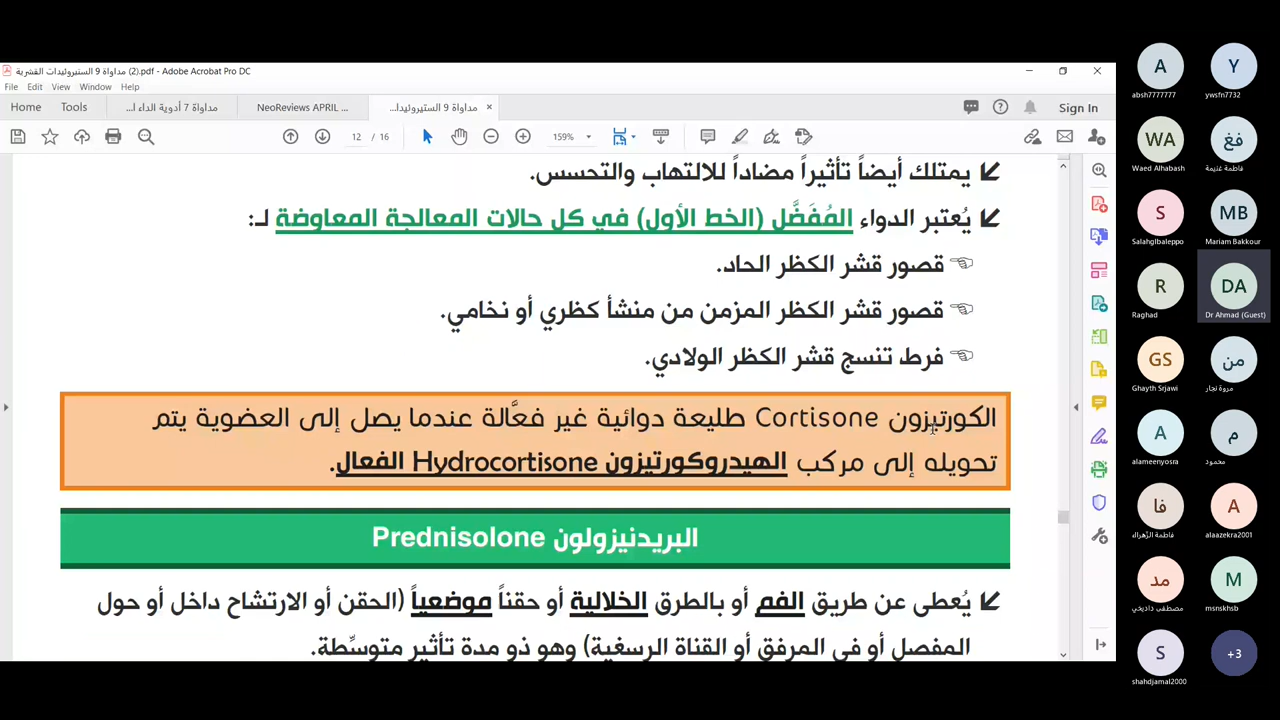 مداواة 9 الستيروئيدات القشرية (2).pdf - Adobe Acrobat Pro DC
File Edit View Window Help
Home Tools
مداواة 7 أدوية الداء ا...
NeoReviews APRIL ...
مداواة 9 الستيروئيدا... ×
Sign In
12 / 16
159%
يمتلك أيضاً تأثيراً مضاداً للالتهاب والتحسس.
يُعتبر الدواء المُفَضَّل (الخط الأول) في كل حالات المعالجة المعاوضة لـ:
قصور قشر الكظر الحاد.
قصور قشر الكظر المزمن من منشأ كظري أو نخامي.
فرط تنسج قشر الكظر الولادي.
الكورتيزون Cortisone طليعة دوائية غير فعَّالة عندما يصل إلى العضوية يتم
تحويله إلى مركب الهيدروكورتيزون Hydrocortisone الفعال.
البريدنيزولون Prednisolone
يُعطى عن طريق الفم أو بالطرق الخلالية أو حقناً موضعياً (الحقن أو الارتشاح داخل أو حول
المفصل أو في المرفق أو القناة الرسغية) وهو ذو مدة تأثير متوسِّطة.
A
absh7777777
Y
ywsfn7732
WA
Waed Alhabash
فغ
فاطمة غنيمة
S
Salahglbaleppo
MB
Mariam Bakkour
R
Raghad
DA
Dr Ahmad (Guest)
GS
Ghayth Srjawi
من
مروة نجار
A
alameenyosra
م
محمود
فا
فاطمة الزهراء
A
alaazekra2001
مد
مصطفى داديخي
M
msnskhsb
S
shahdjamal2000
+3